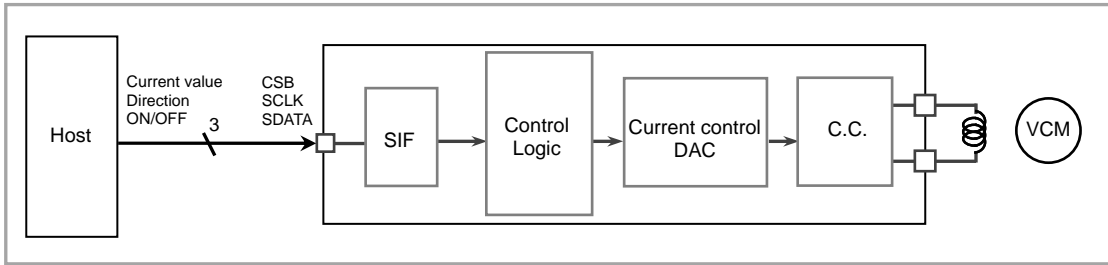 Host
Current value
Direction
ON/OFF
3
CSB
SCLK
SDATA
SIF
Control
Logic
Current control
DAC
C.C.
VCM